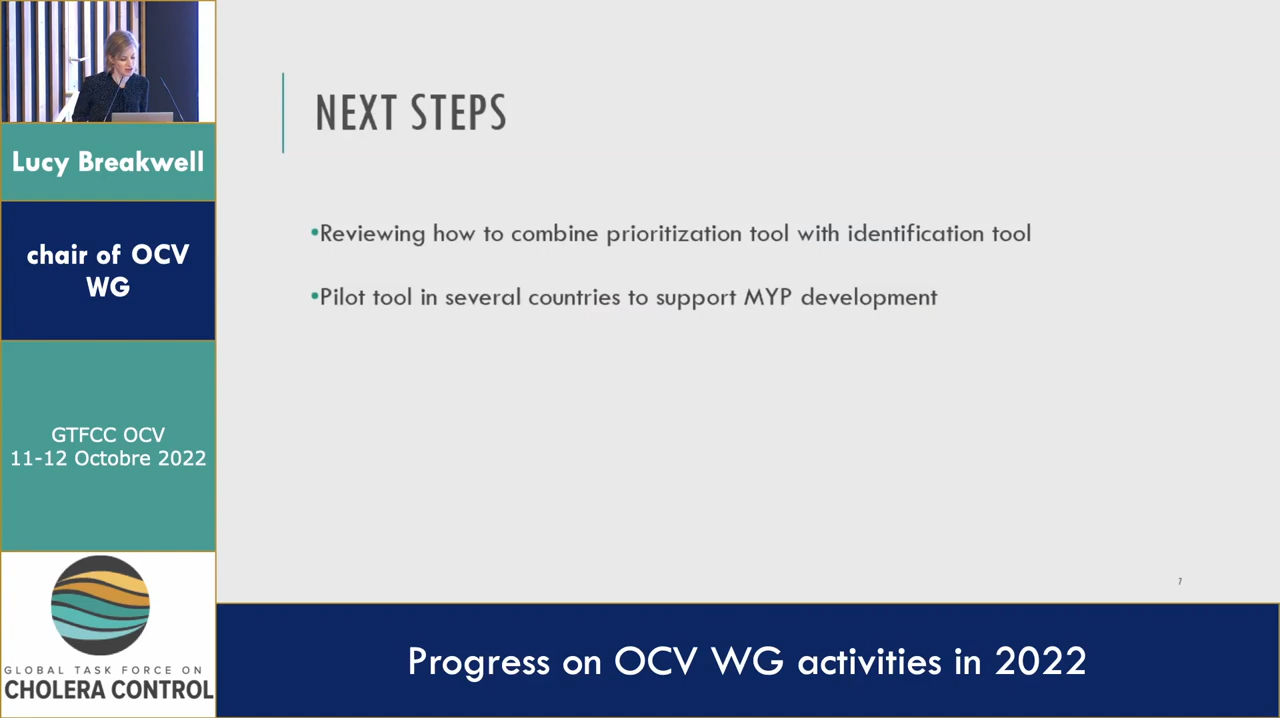 Lucy Breakwell
chair of OCV
WG
GTFCC OCV
11-12 Octobre 2022
GLOBAL TASK FORCE ON
CHOLERA CONTROL
NEXT STEPS
•Reviewing how to combine prioritization tool with identification tool
•Pilot tool in several countries to support MYP development
7
Progress on OCV WG activities in 2022